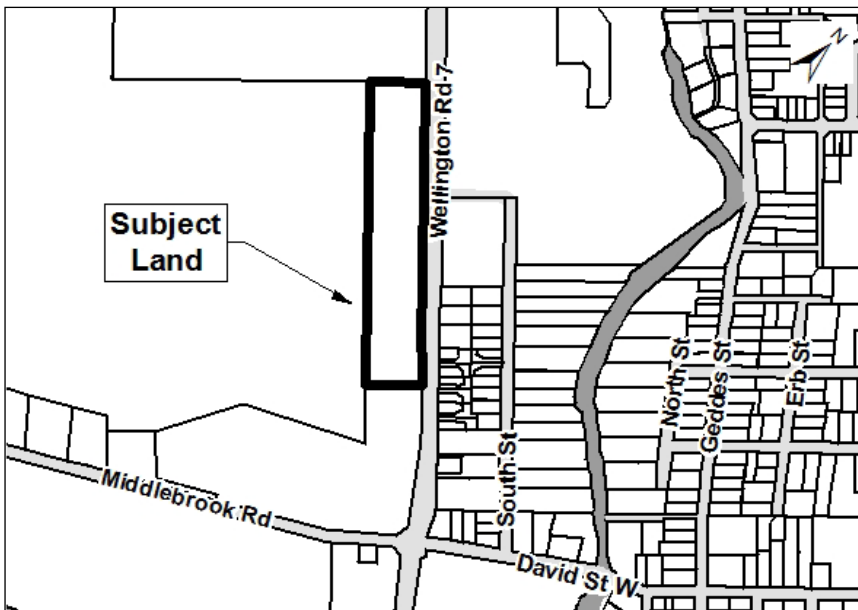 N
Wellington Rd 7
Subject
Land
North St
Geddes St
Erb St
South St
Middlebrook Rd
David St W